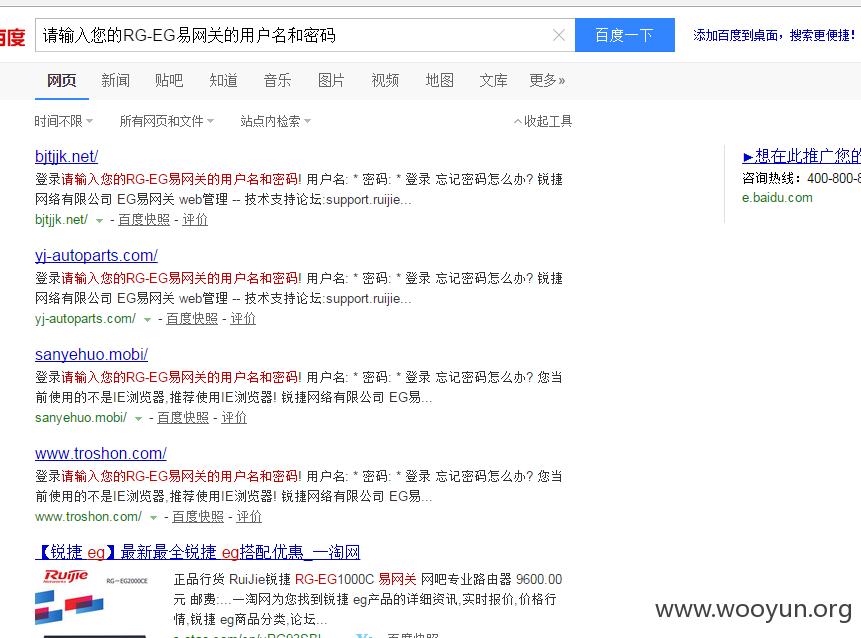 百度
请输入您的RG-EG易网关的用户名和密码
百度一下
添加百度到桌面，搜索更便捷!
网页 新闻 贴吧 知道 音乐 图片 视频 地图 文库 更多»
时间不限 所有网页和文件 站点内检索 收起工具
bjtjjk.net/
登录请输入您的RG-EG易网关的用户名和密码! 用户名: * 密码: * 登录 忘记密码怎么办? 锐捷
网络有限公司 EG易网关 web管理 -- 技术支持论坛:support.ruijie...
bjtjjk.net/ - 百度快照 - 评价
yj-autoparts.com/
登录请输入您的RG-EG易网关的用户名和密码! 用户名: * 密码: * 登录 忘记密码怎么办? 锐捷
网络有限公司 EG易网关 web管理 -- 技术支持论坛:support.ruijie...
yj-autoparts.com/ - 百度快照 - 评价
sanyehuo.mobi/
登录请输入您的RG-EG易网关的用户名和密码! 用户名: * 密码: * 登录 忘记密码怎么办? 您当
前使用的不是IE浏览器,推荐使用IE浏览器! 锐捷网络有限公司 EG易...
sanyehuo.mobi/ - 百度快照 - 评价
www.troshon.com/
登录请输入您的RG-EG易网关的用户名和密码! 用户名: * 密码: * 登录 忘记密码怎么办? 您当
前使用的不是IE浏览器,推荐使用IE浏览器! 锐捷网络有限公司 EG易...
www.troshon.com/ - 百度快照 - 评价
【锐捷 eg】最新最全锐捷 eg搭配优惠_一淘网
Ruijie
RG-EG2000CE
正品行货 RuiJie锐捷 RG-EG1000C 易网关 网吧专业路由器 9600.00
元 邮费:...一淘网为您找到锐捷 eg产品的详细资讯,实时报价,价格行
情,锐捷 eg商品分类,论坛...
百度快照
►想在此推广您的
咨询热线：400-800-8
e.baidu.com
www.wooyun.org